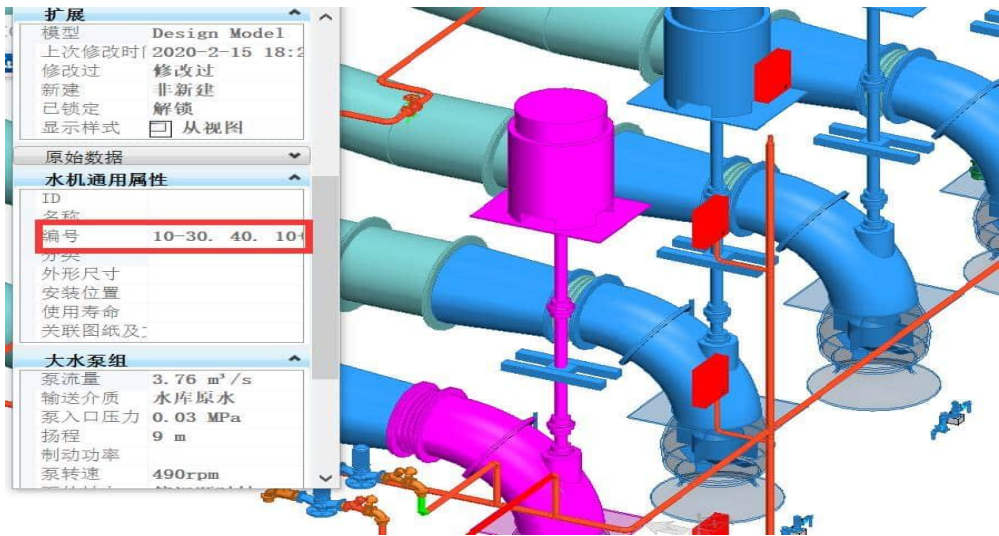 扩展
模型 Design Model
上次修改时 2020-2-15 18:2
修改过 修改过
新建 非新建
已锁定 解锁
显示样式 从视图
原始数据
水机通用属性
ID
名称
编号 10-30. 40. 10
分类
外形尺寸
安装位置
使用寿命
关联图纸及
大水泵组
泵流量 3.76 m³/s
输送介质 水库原水
泵入口压力 0.03 MPa
扬程 9 m
制动功率
泵转速 490rpm